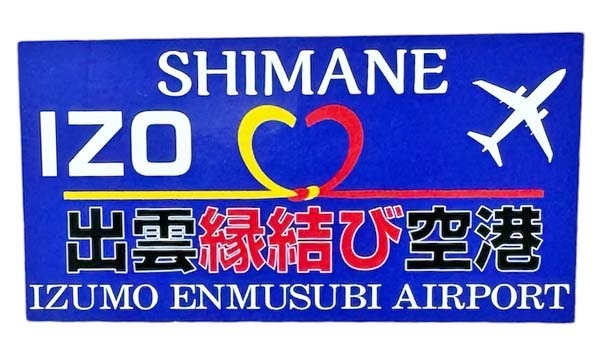 SHIMANE
IZO
出雲縁結び空港
IZUMO ENMUSUBI AIRPORT